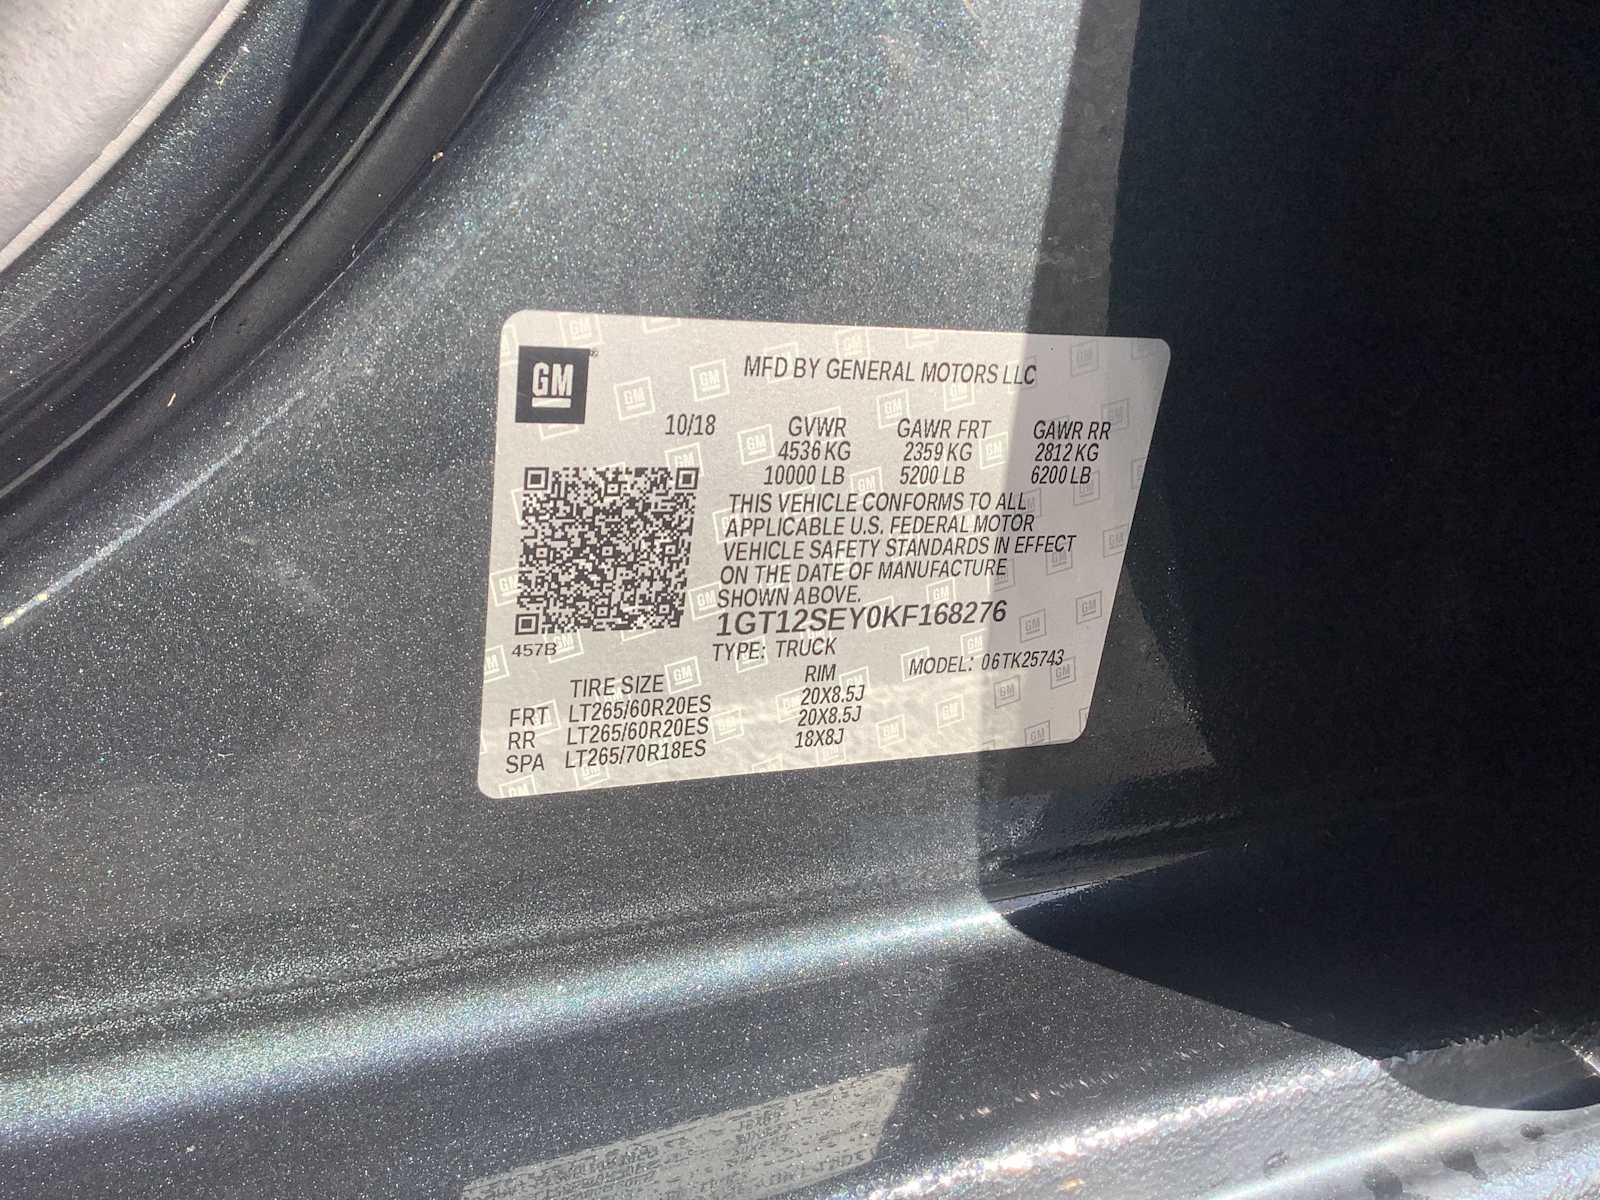 GM
MFD BY GENERAL MOTORS LLC
10/18 GVWR GAWR FRT GAWR RR
4536 KG 2359 KG 2812 KG
10000 LB 5200 LB 6200 LB
THIS VEHICLE CONFORMS TO ALL
APPLICABLE U.S. FEDERAL MOTOR
VEHICLE SAFETY STANDARDS IN EFFECT
ON THE DATE OF MANUFACTURE
SHOWN ABOVE.
1GT12SEY0KF168276
457B TYPE: TRUCK MODEL: 06TK25743
TIRE SIZE RIM
FRT LT265/60R20ES 20X8.5J
RR LT265/60R20ES 20X8.5J
SPA LT265/70R18ES 18X8J